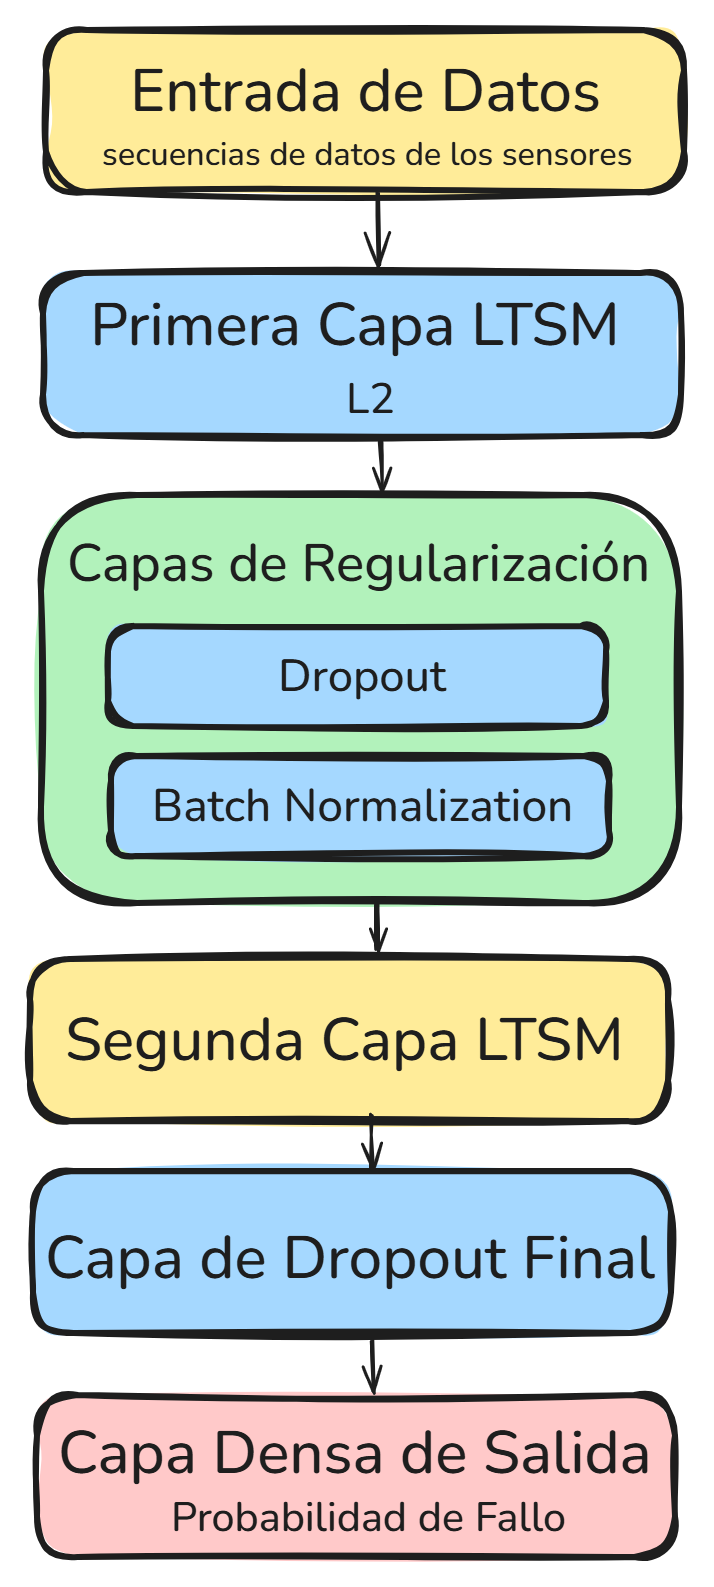 Entrada de Datos
secuencias de datos de los sensores
Primera Capa LTSM
L2
Capas de Regularización
Dropout
Batch Normalization
Segunda Capa LTSM
Capa de Dropout Final
Capa Densa de Salida
Probabilidad de Fallo